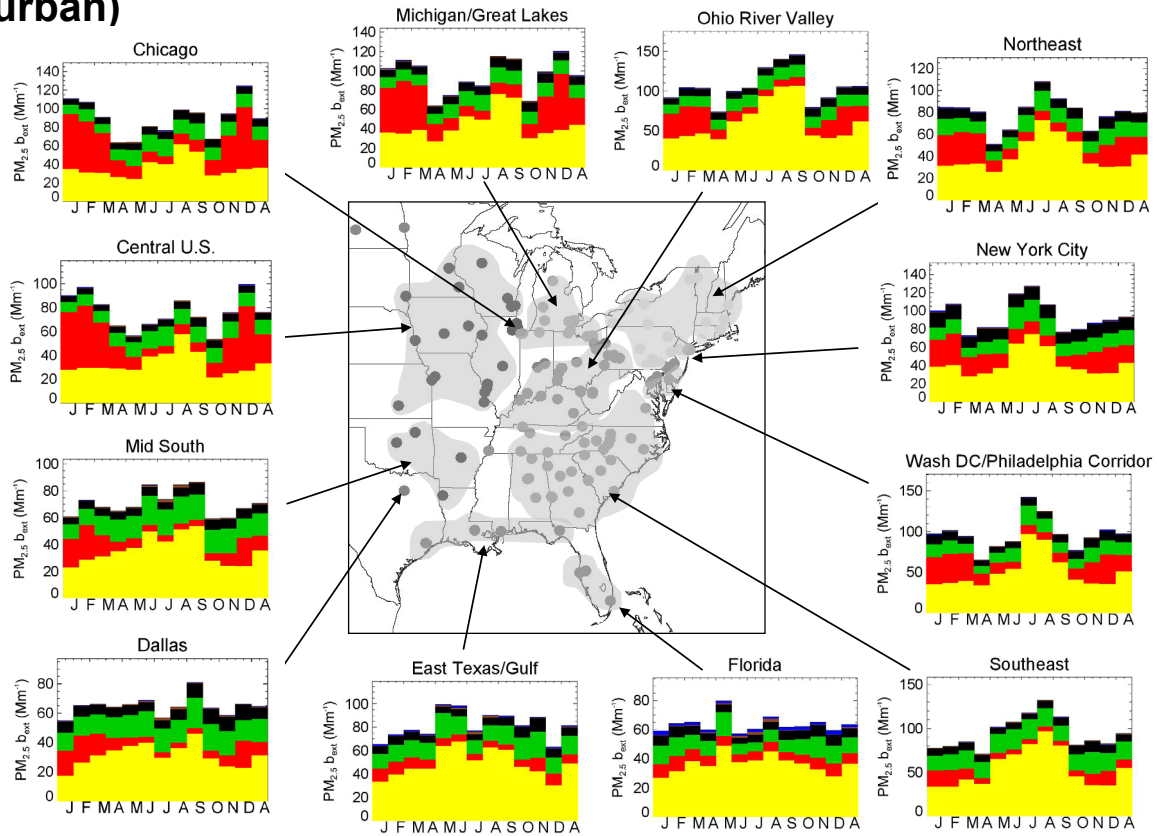 urban)
Chicago
140
120
100
80
60
40
20
0
PM2.5 bext (Mm-1)
J F M A M J J A S O N D A
Michigan/Great Lakes
140
120
100
80
60
40
20
0
PM2.5 bext (Mm-1)
J F M A M J J A S O N D A
Ohio River Valley
150
100
50
0
PM2.5 bext (Mm-1)
J F M A M J J A S O N D A
Northeast
120
100
80
60
40
20
0
PM2.5 bext (Mm-1)
J F M A M J J A S O N D A
Central U.S.
100
80
60
40
20
0
PM2.5 bext (Mm-1)
J F M A M J J A S O N D A
New York City
140
120
100
80
60
40
20
0
PM2.5 bext (Mm-1)
J F M A M J J A S O N D A
Mid South
100
80
60
40
20
0
PM2.5 bext (Mm-1)
J F M A M J J A S O N D A
Wash DC/Philadelphia Corridor
150
100
50
0
PM2.5 bext (Mm-1)
J F M A M J J A S O N D A
Dallas
80
60
40
20
0
PM2.5 bext (Mm-1)
J F M A M J J A S O N D A
East Texas/Gulf
100
80
60
40
20
0
PM2.5 bext (Mm-1)
J F M A M J J A S O N D A
Florida
80
60
40
20
0
PM2.5 bext (Mm-1)
J F M A M J J A S O N D A
Southeast
150
100
50
0
PM2.5 bext (Mm-1)
J F M A M J J A S O N D A